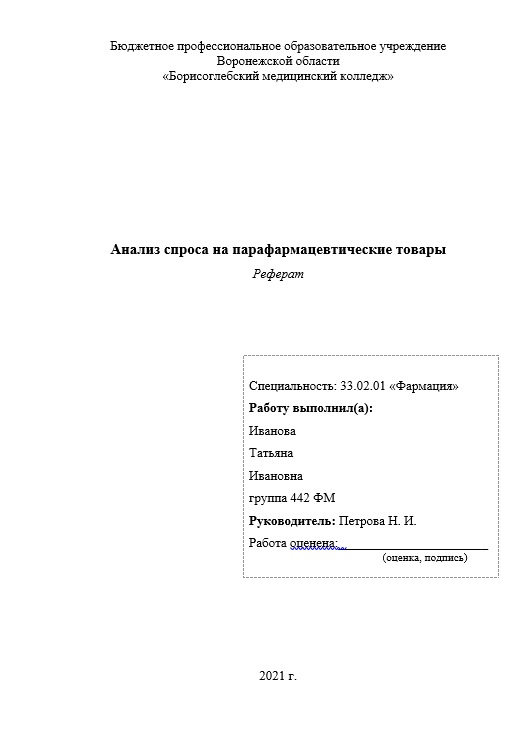 Бюджетное профессиональное образовательное учреждение
Воронежской области
«Борисоглебский медицинский колледж»
Анализ спроса на парафармацевтические товары
Реферат
Специальность: 33.02.01 «Фармация»
Работу выполнил(а):
Иванова
Татьяна
Ивановна
группа 442 ФМ
Руководитель: Петрова Н. И.
Работа оценена:
(оценка, подпись)
2021 г.